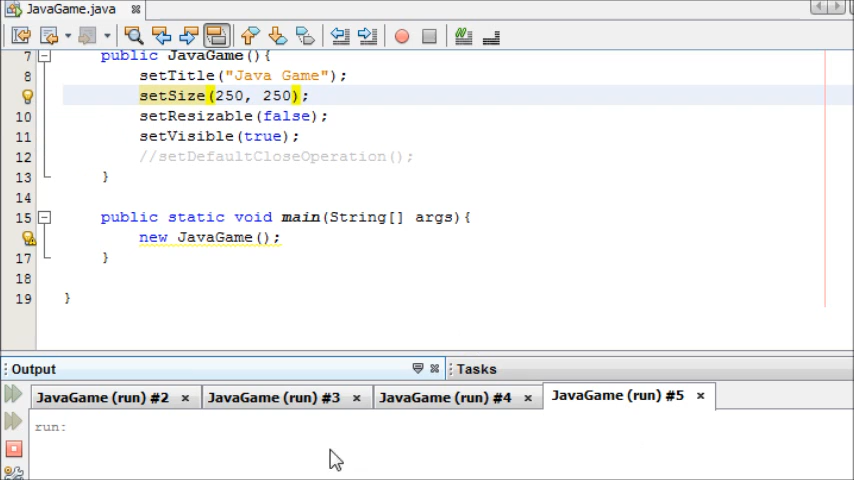 JavaGame.java
7 public JavaGame(){
8 setTitle("Java Game");
setSize(250, 250);
10 setResizable(false);
11 setVisible(true);
12 //setDefaultCloseOperation();
13 }
14
15 public static void main(String[] args){
new JavaGame();
17 }
18
19 }
Output Tasks
JavaGame (run) #2 JavaGame (run) #3 JavaGame (run) #4 JavaGame (run) #5
run: